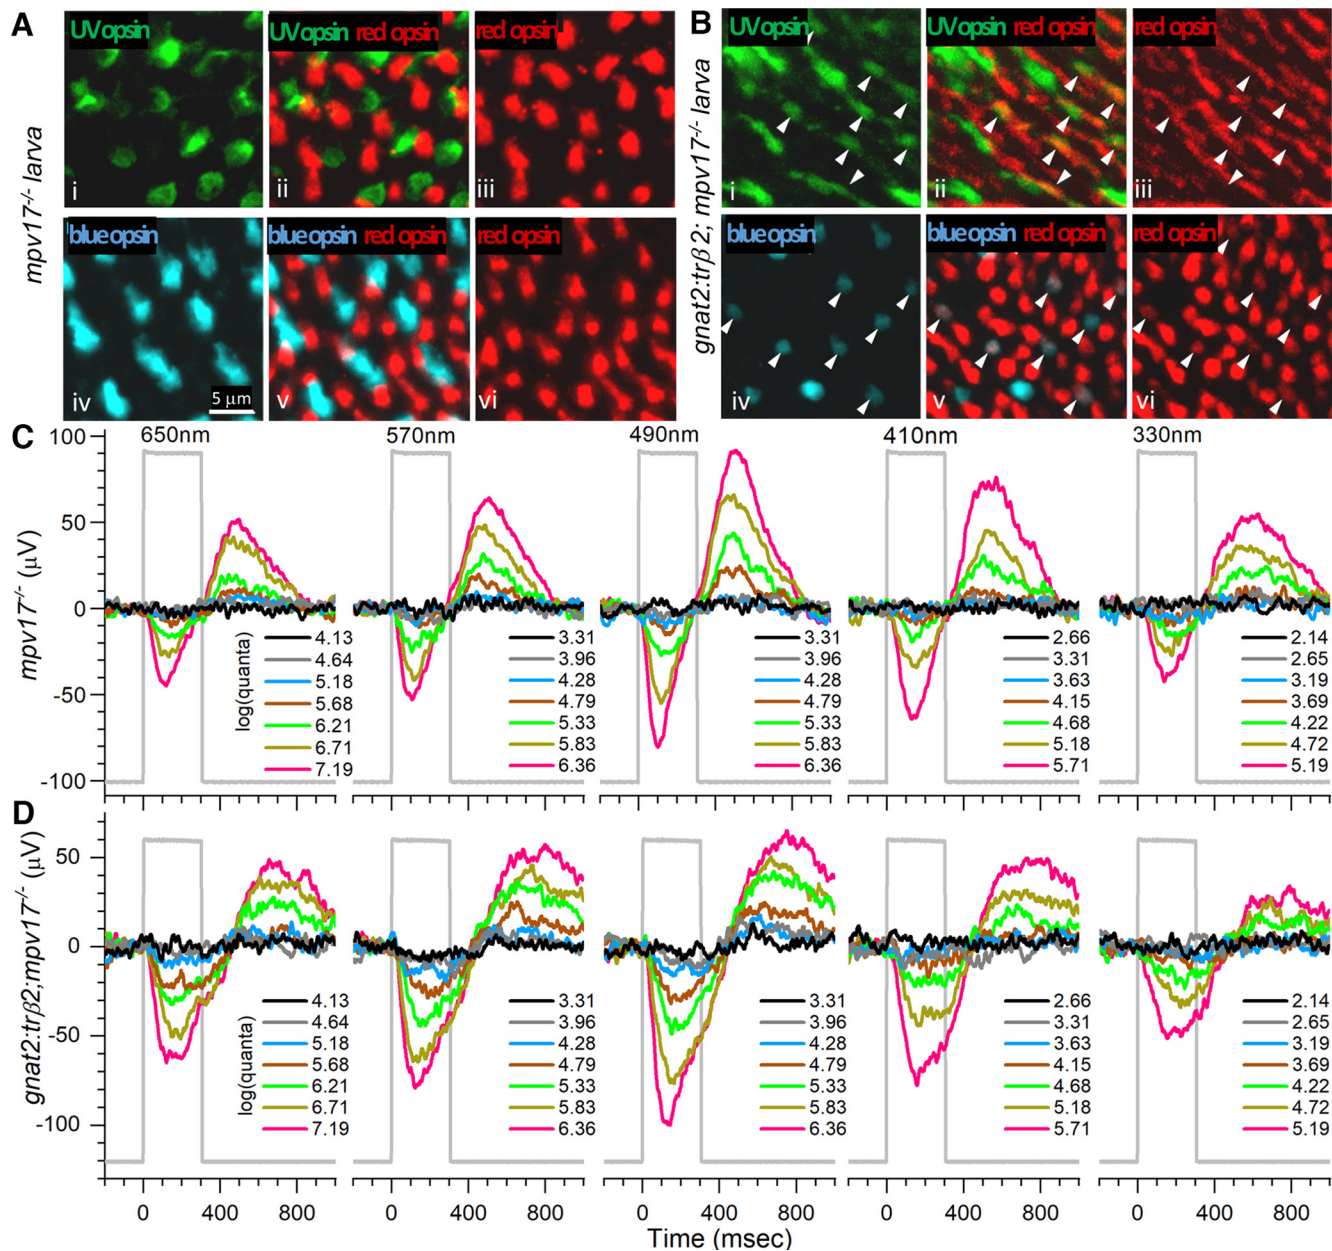 A
B
mpv17-/- larva
UV opsin
UV opsin red opsin
red opsin
i
ii
iii
blue opsin
blue opsin red opsin
red opsin
5 μm
iv
v
vi
gnat2:trβ2; mpv17-/- larva
UV opsin
UV opsin red opsin
red opsin
i
ii
iii
blue opsin
blue opsin red opsin
red opsin
iv
v
vi
C
650nm
570nm
490nm
410nm
330nm
mpv17-/- (μV)
100
50
0
-50
-100
log(quanta)
4.13
4.64
5.18
5.68
6.21
6.71
7.19
3.31
3.96
4.28
4.79
5.33
5.83
6.36
3.31
3.96
4.28
4.79
5.33
5.83
6.36
2.66
3.31
3.63
4.15
4.68
5.18
5.71
2.14
2.65
3.19
3.69
4.22
4.72
5.19
D
gnat2:trβ2;mpv17-/- (μV)
50
0
-50
-100
log(quanta)
4.13
4.64
5.18
5.68
6.21
6.71
7.19
3.31
3.96
4.28
4.79
5.33
5.83
6.36
3.31
3.96
4.28
4.79
5.33
5.83
6.36
2.66
3.31
3.63
4.15
4.68
5.18
5.71
2.14
2.65
3.19
3.69
4.22
4.72
5.19
0 400 800 0 400 800 0 400 800 0 400 800 0 400 800
Time (msec)